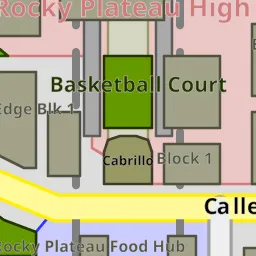 Rocky Plateau High
Basketball Court
Edge Blk 1
Cabrillo
Block 1
Calle
Rocky Plateau Food Hub